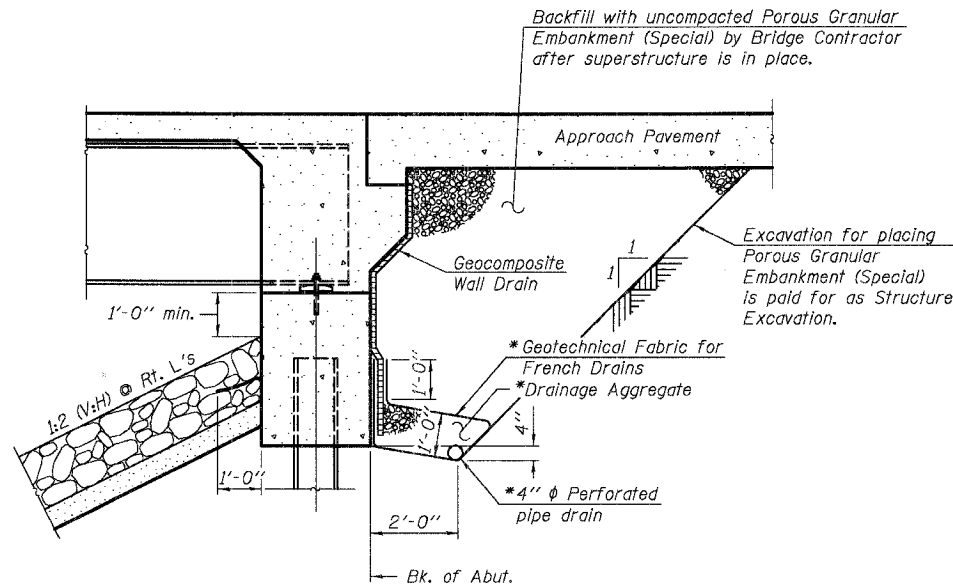 Backfill with uncompacted Porous Granular
Embankment (Special) by Bridge Contractor
after superstructure is in place.
Approach Pavement
Geocomposite
Wall Drain
1
1
Excavation for placing
Porous Granular
Embankment (Special)
is paid for as Structure
Excavation.
1'-0" min.
*Geotechnical Fabric for
French Drains
*Drainage Aggregate
1:2 (V:H) @ Rt. L's
1'-0"
1'-0"
4"
1'-0"
*4" ϕ Perforated
pipe drain
2'-0"
Bk. of Abut.